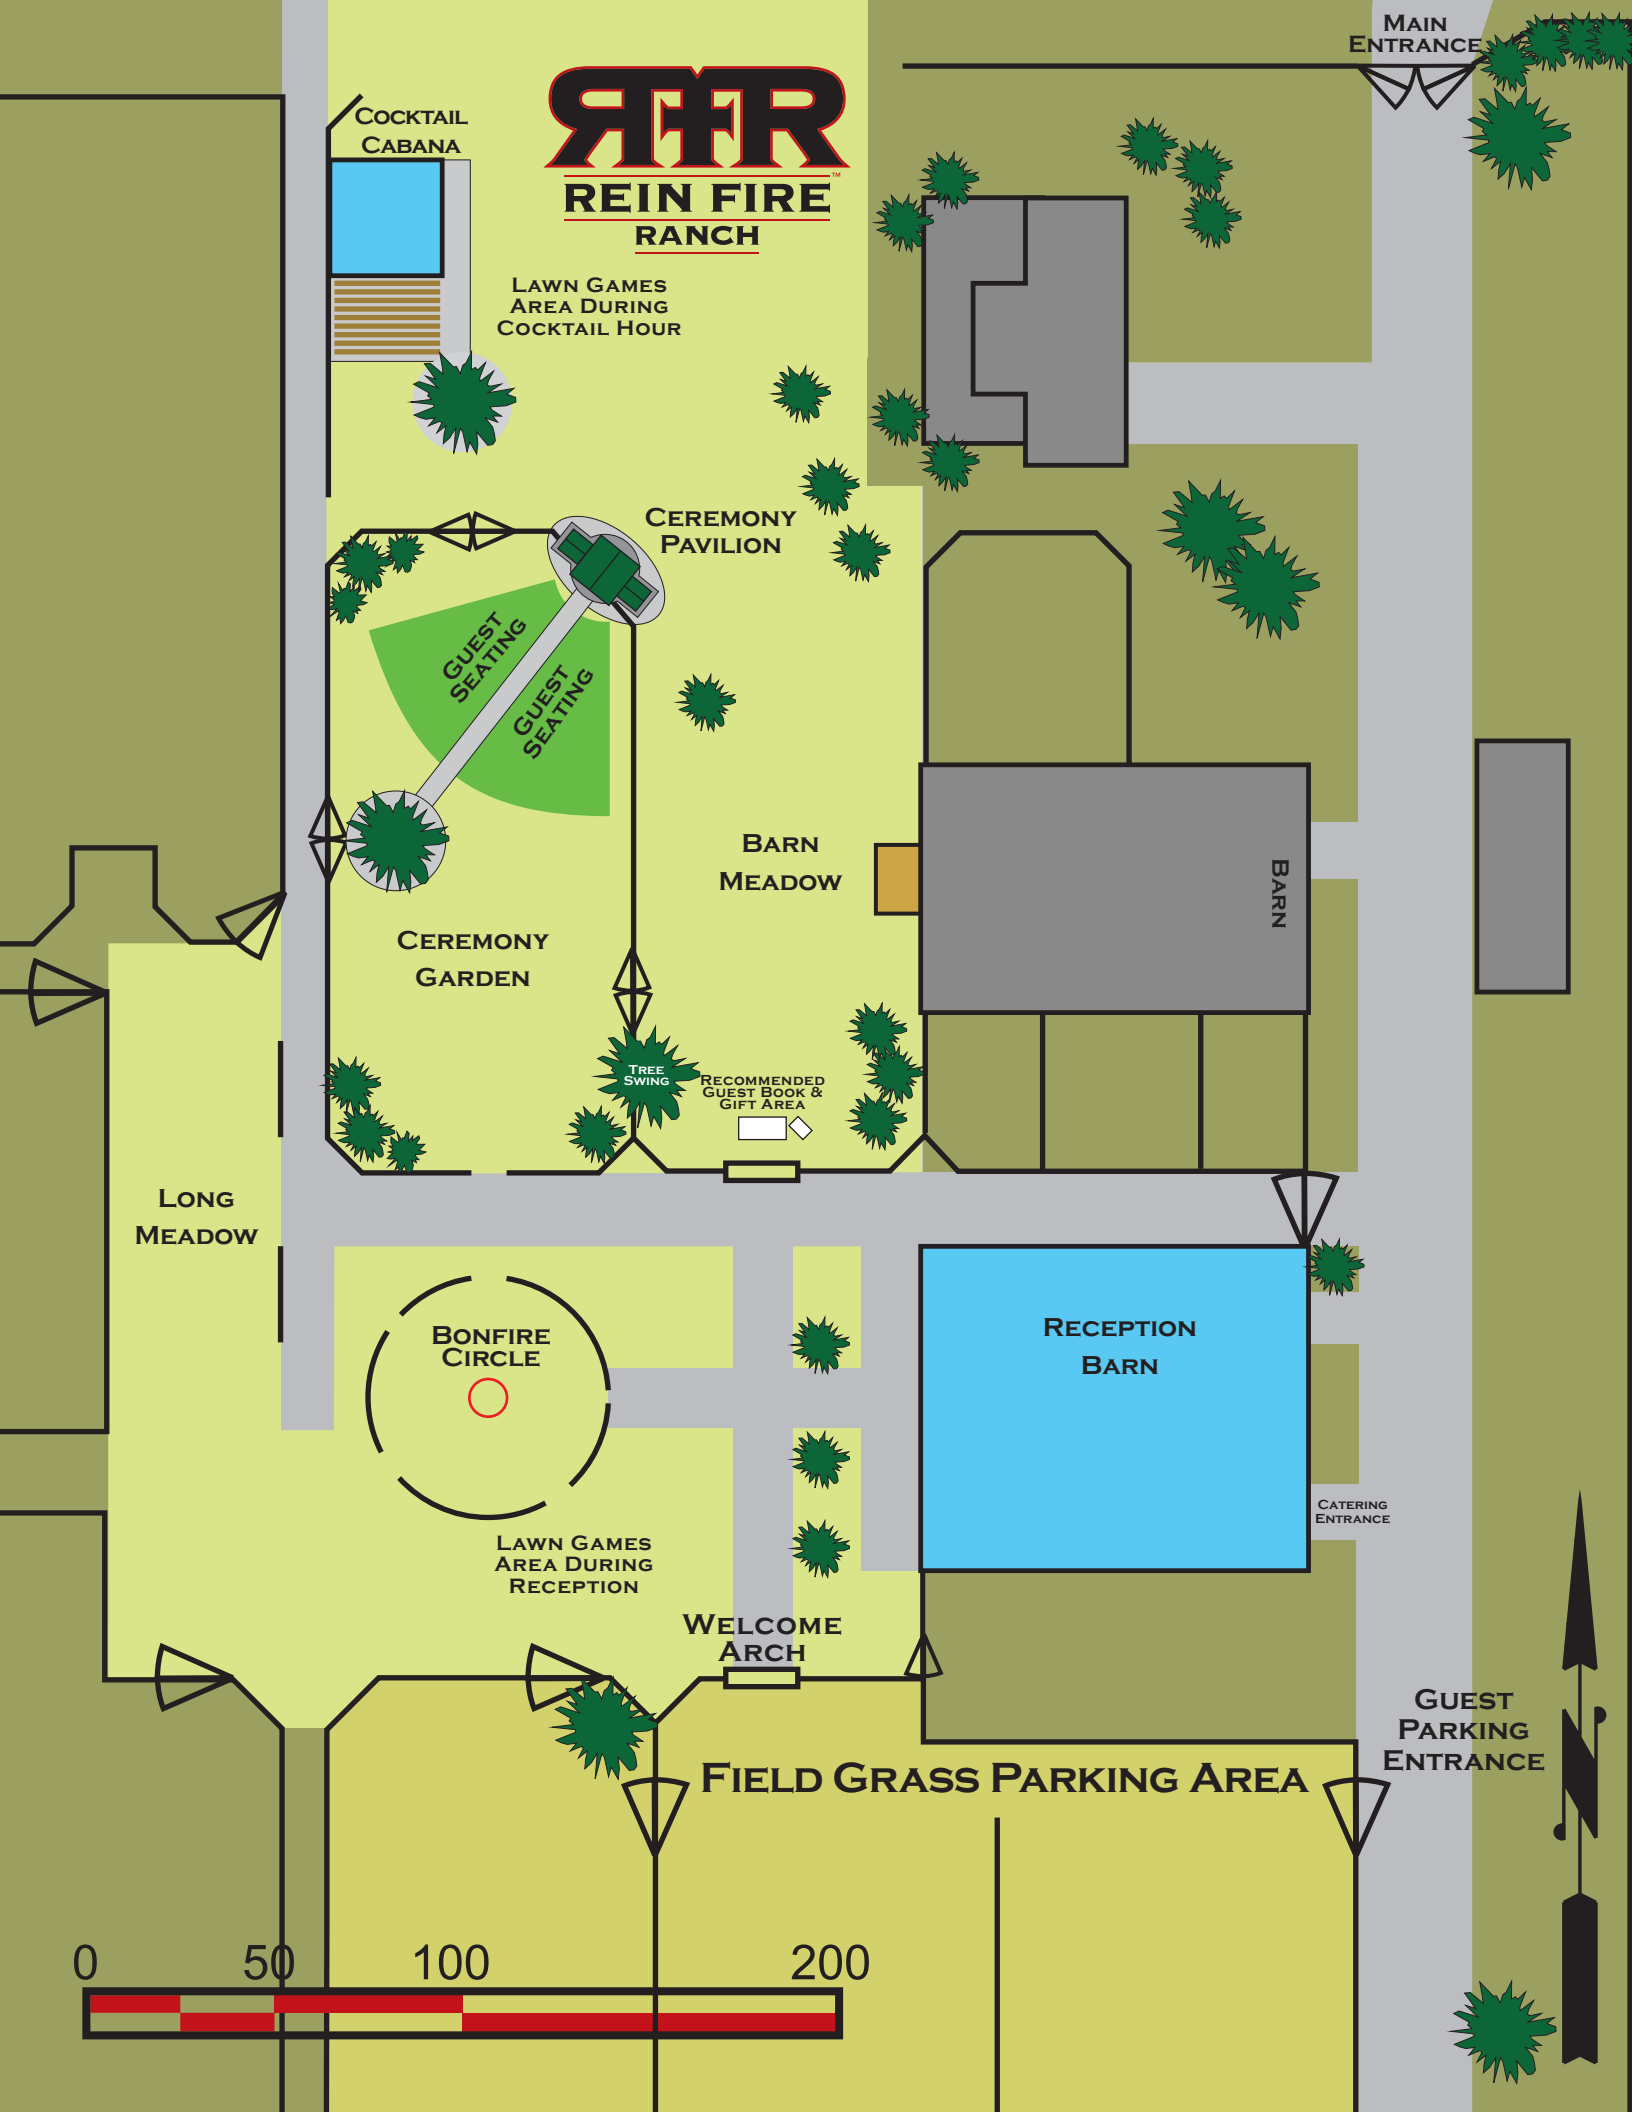 Main
Entrance
Cocktail
Cabana
RFR
Rein Fire
™
Ranch
Lawn Games
Area During
Cocktail Hour
Ceremony
Pavilion
Guest
Seating
Guest
Seating
Barn
Meadow
Barn
Ceremony
Garden
Tree
Swing
Recommended
Guest Book &
Gift Area
Long
Meadow
Bonfire
Circle
Reception
Barn
Catering
Entrance
Lawn Games
Area During
Reception
Welcome
Arch
Guest
Parking
Entrance
Field Grass Parking Area
N
0 50 100 200